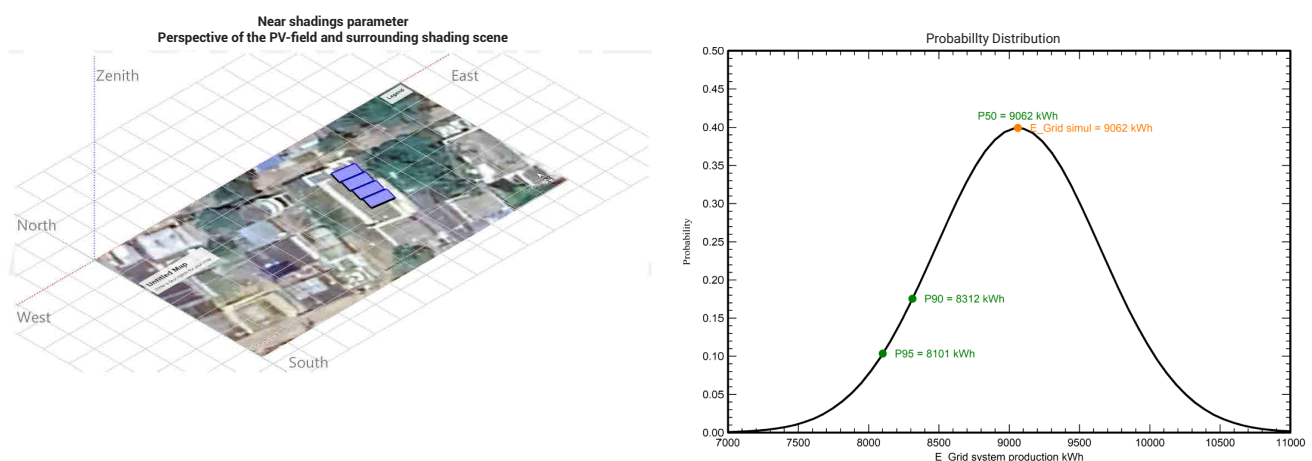 Near shadings parameter
Perspective of the PV-field and surrounding shading scene
Zenith
East
Legend
North
Untitled Map
West
South
Probability Distribution
0.50
0.45
0.40
0.35
0.30
0.25
0.20
0.15
0.10
0.05
0.00
Probability
P50 = 9062 kWh
E_Grid simul = 9062 kWh
P90 = 8312 kWh
P95 = 8101 kWh
7000 7500 8000 8500 9000 9500 10000 10500 11000
E_Grid system production kWh